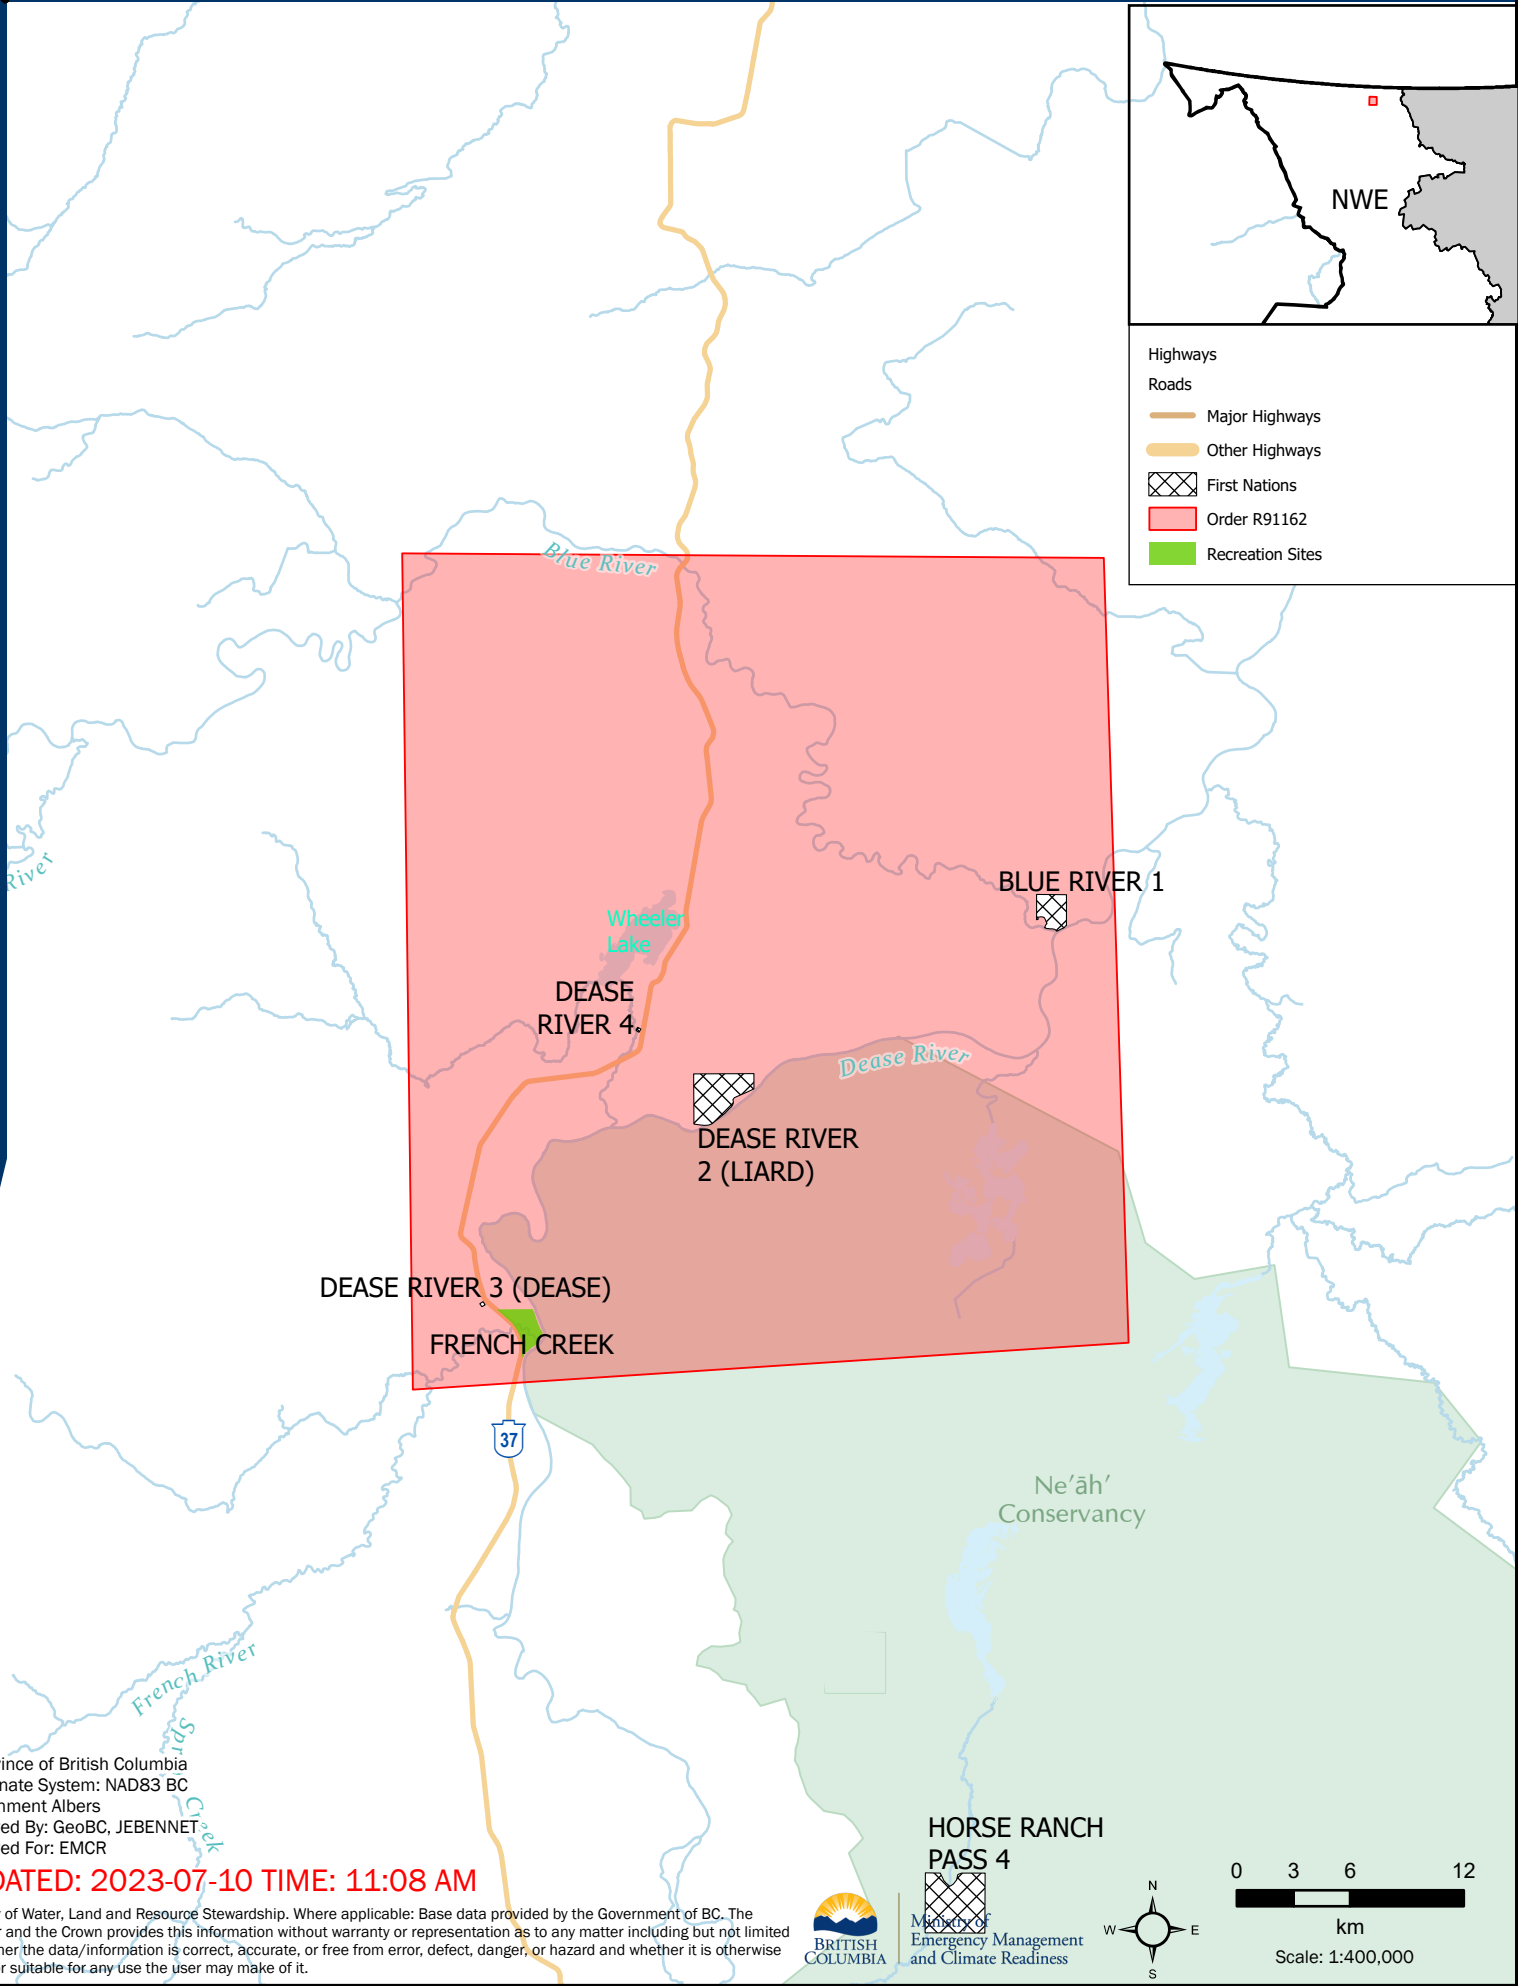 NWE
Highways
Roads
Major Highways
Other Highways
First Nations
Order R91162
Recreation Sites
Blue River
River
BLUE RIVER 1
Wheeler
Lake
DEASE
RIVER 4
Dease River
DEASE RIVER
2 (LIARD)
DEASE RIVER 3 (DEASE)
FRENCH CREEK
37
Ne'āh'
Conservancy
French River
Creek
ince of British Columbia
nate System: NAD83 BC
nment Albers
ed By: GeoBC, JEBENNET
ed For: EMCR
DATED: 2023-07-10 TIME: 11:08 AM
of Water, Land and Resource Stewardship. Where applicable: Base data provided by the Government of BC. The
r and the Crown provides this information without warranty or representation as to any matter including but not limited
her the data/information is correct, accurate, or free from error, defect, danger, or hazard and whether it is otherwise
r suitable for any use the user may make of it.
HORSE RANCH
PASS 4
BRITISH
COLUMBIA
Ministry of
Emergency Management
and Climate Readiness
N
W E
S
0 3 6 12
km
Scale: 1:400,000